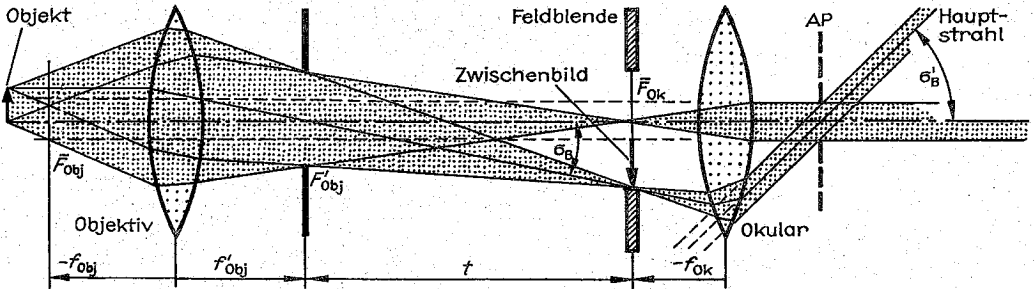 Objekt
Feldblende
AP
Haupt-
strahl
Zwischenbild
F̄Ok
σ'B
σB
F̄Obj
F'Obj
Objektiv
Okular
-fObj
f'Obj
t
-fOk